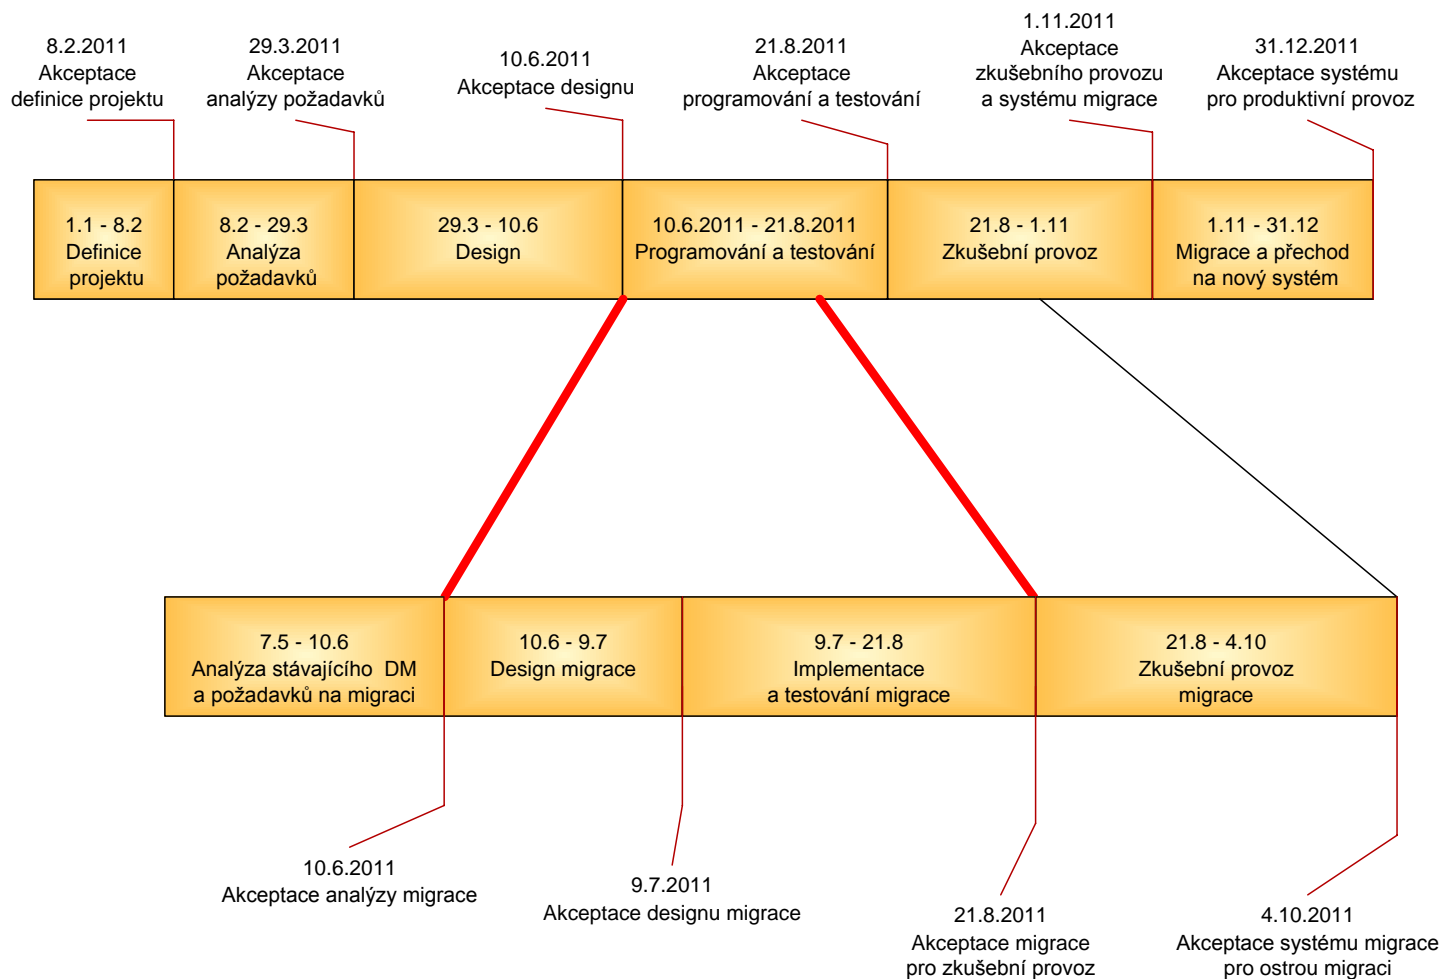 8.2.2011
Akceptace
definice projektu
29.3.2011
Akceptace
analýzy požadavků
10.6.2011
Akceptace designu
21.8.2011
Akceptace
programování a testování
1.11.2011
Akceptace
zkušebního provozu
a systému migrace
31.12.2011
Akceptace systému
pro produktivní provoz
1.1 - 8.2
Definice
projektu
8.2 - 29.3
Analýza
požadavků
29.3 - 10.6
Design
10.6.2011 - 21.8.2011
Programování a testování
21.8 - 1.11
Zkušební provoz
1.11 - 31.12
Migrace a přechod
na nový systém
7.5 - 10.6
Analýza stávajícího  DM
a požadavků na migraci
10.6 - 9.7
Design migrace
9.7 - 21.8
Implementace
a testování migrace
21.8 - 4.10
Zkušební provoz
migrace
10.6.2011
Akceptace analýzy migrace
9.7.2011
Akceptace designu migrace
21.8.2011
Akceptace migrace
pro zkušební provoz
4.10.2011
Akceptace systému migrace
pro ostrou migraci